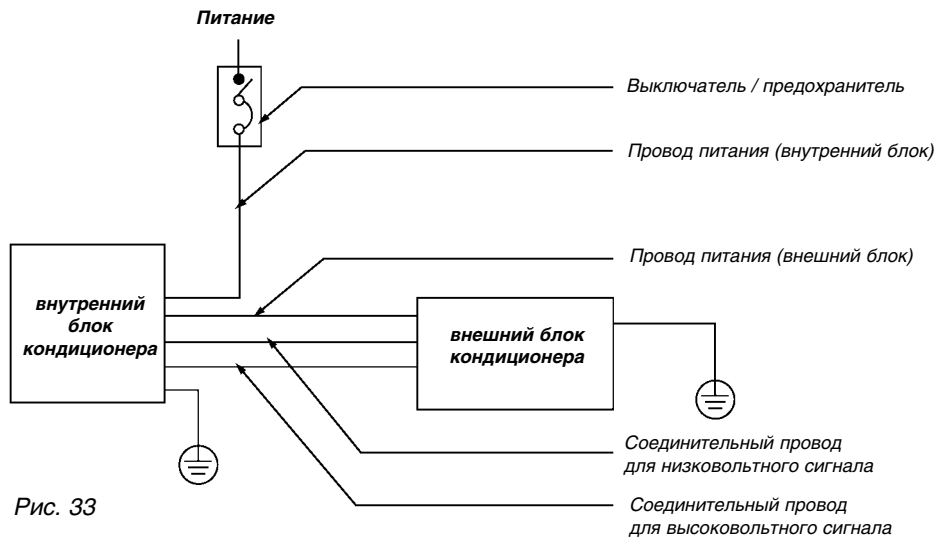 Питание
Выключатель / предохранитель
Провод питания (внутренний блок)
Провод питания (внешний блок)
внутренний
блок
кондиционера
внешний блок
кондиционера
Соединительный провод
для низковольтного сигнала
Соединительный провод
для высоковольтного сигнала
Рис. 33